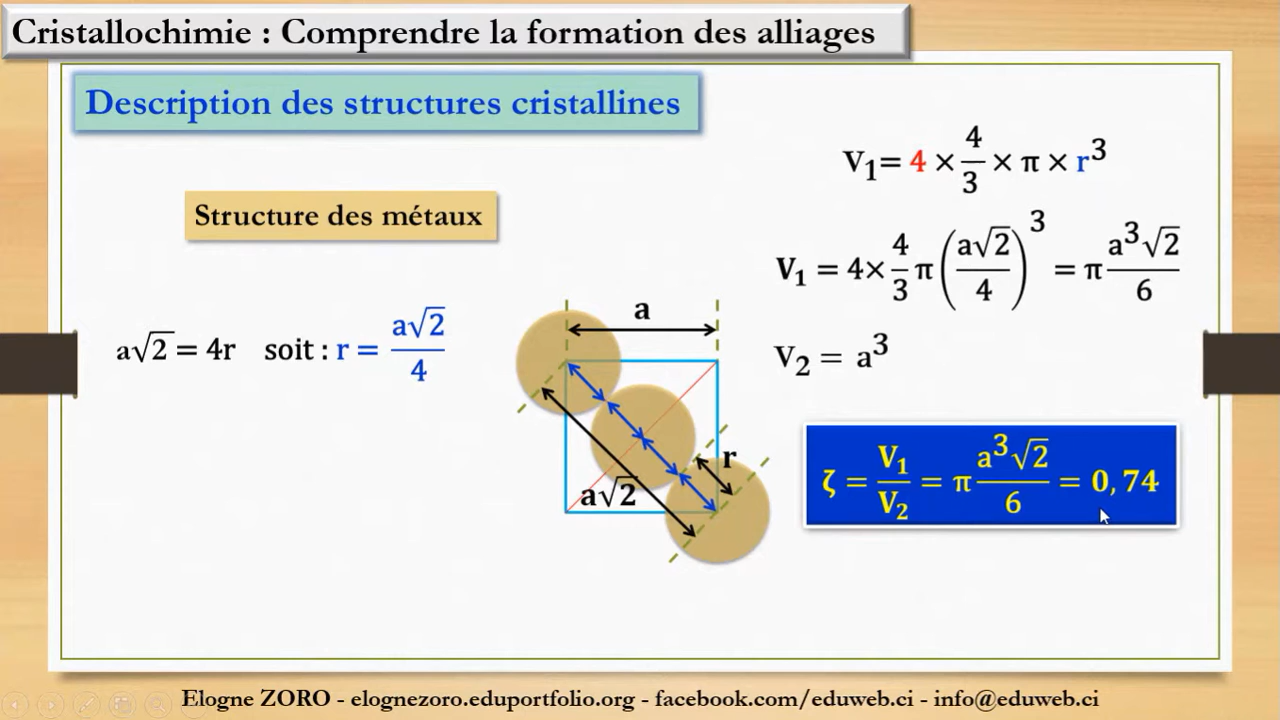 Cristallochimie : Comprendre la formation des alliages
Description des structures cristallines
Structure des métaux
a√2 = 4r soit : r = a√2/4
a
r
a√2
V₁= 4 × 4/3 × π × r³
V₁ = 4× 4/3 π (a√2/4)³ = π a³√2/6
V₂ = a³
ζ = V₁/V₂ = π a³√2/6 = 0, 74
Elogne ZORO - elognezoro.eduportfolio.org - facebook.com/eduweb.ci - info@eduweb.ci